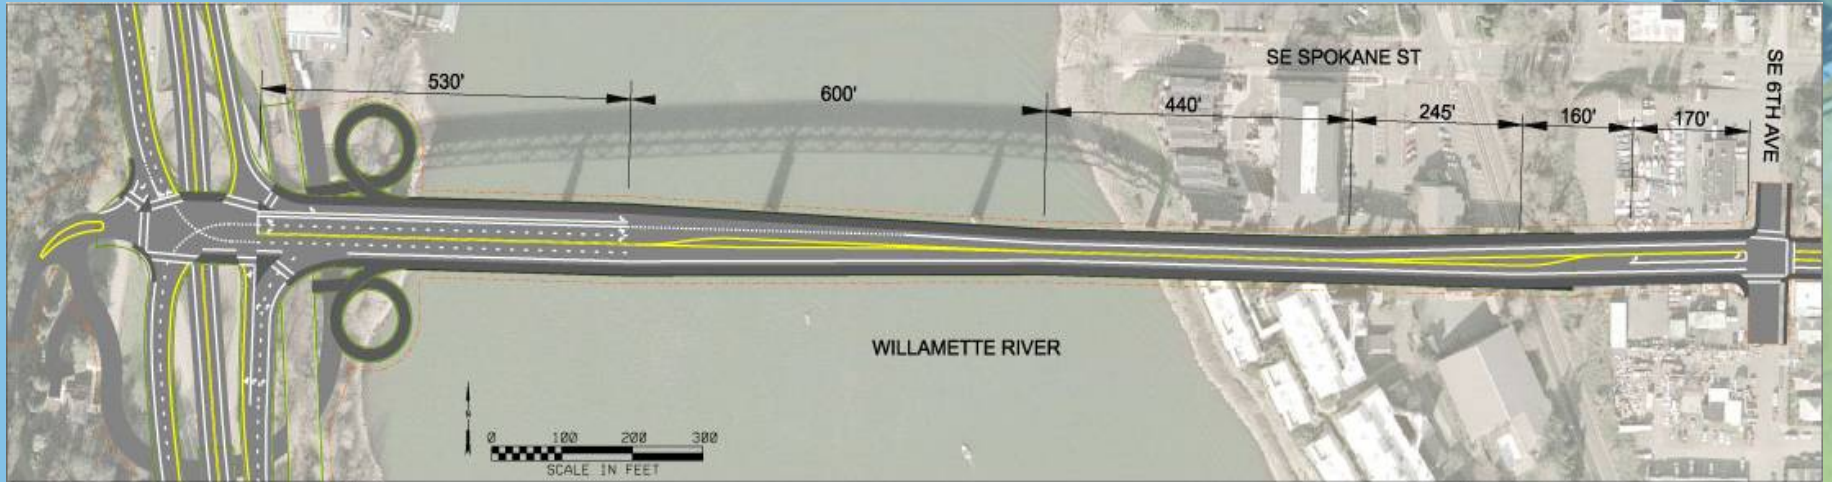 SE SPOKANE ST
SE 6TH AVE
530'
600'
440'
245'
160'
170'
WILLAMETTE RIVER
N
0 100 200 300
SCALE IN FEET